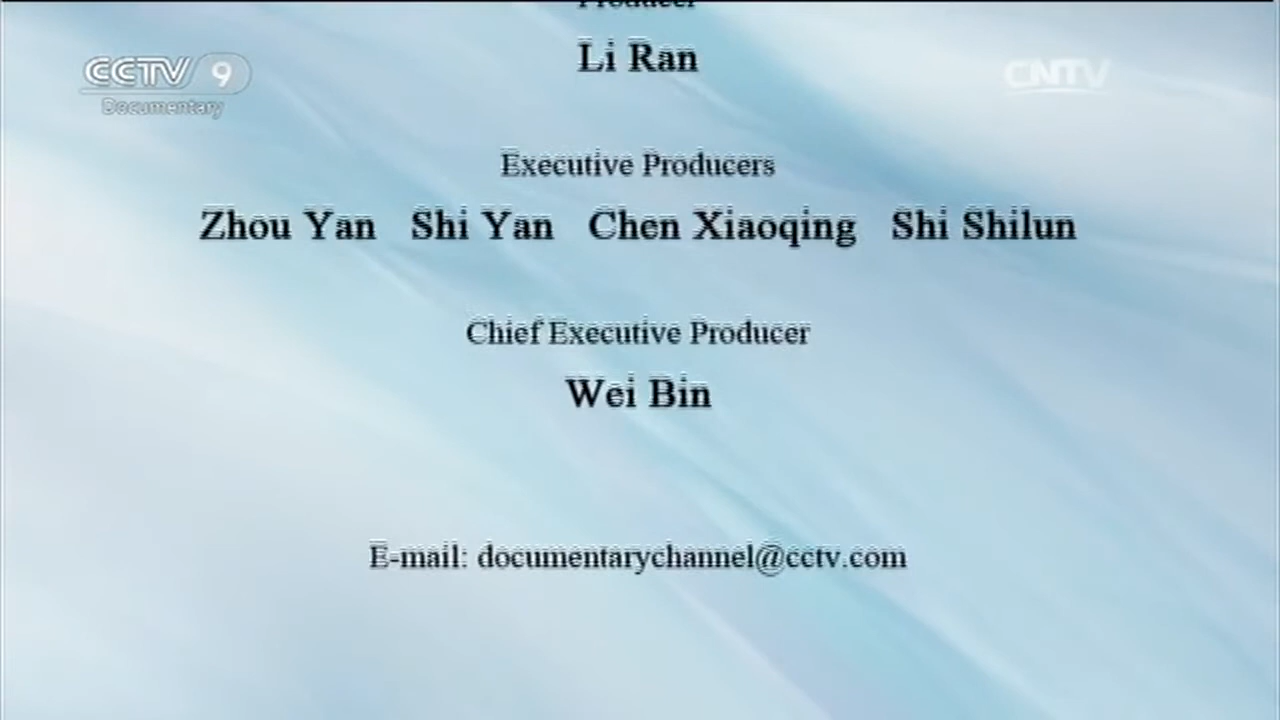 Producer
Li Ran
CCTV 9
Documentary
CNTV
Executive Producers
Zhou Yan Shi Yan Chen Xiaoqing Shi Shilun
Chief Executive Producer
Wei Bin
E-mail: documentarychannel@cctv.com